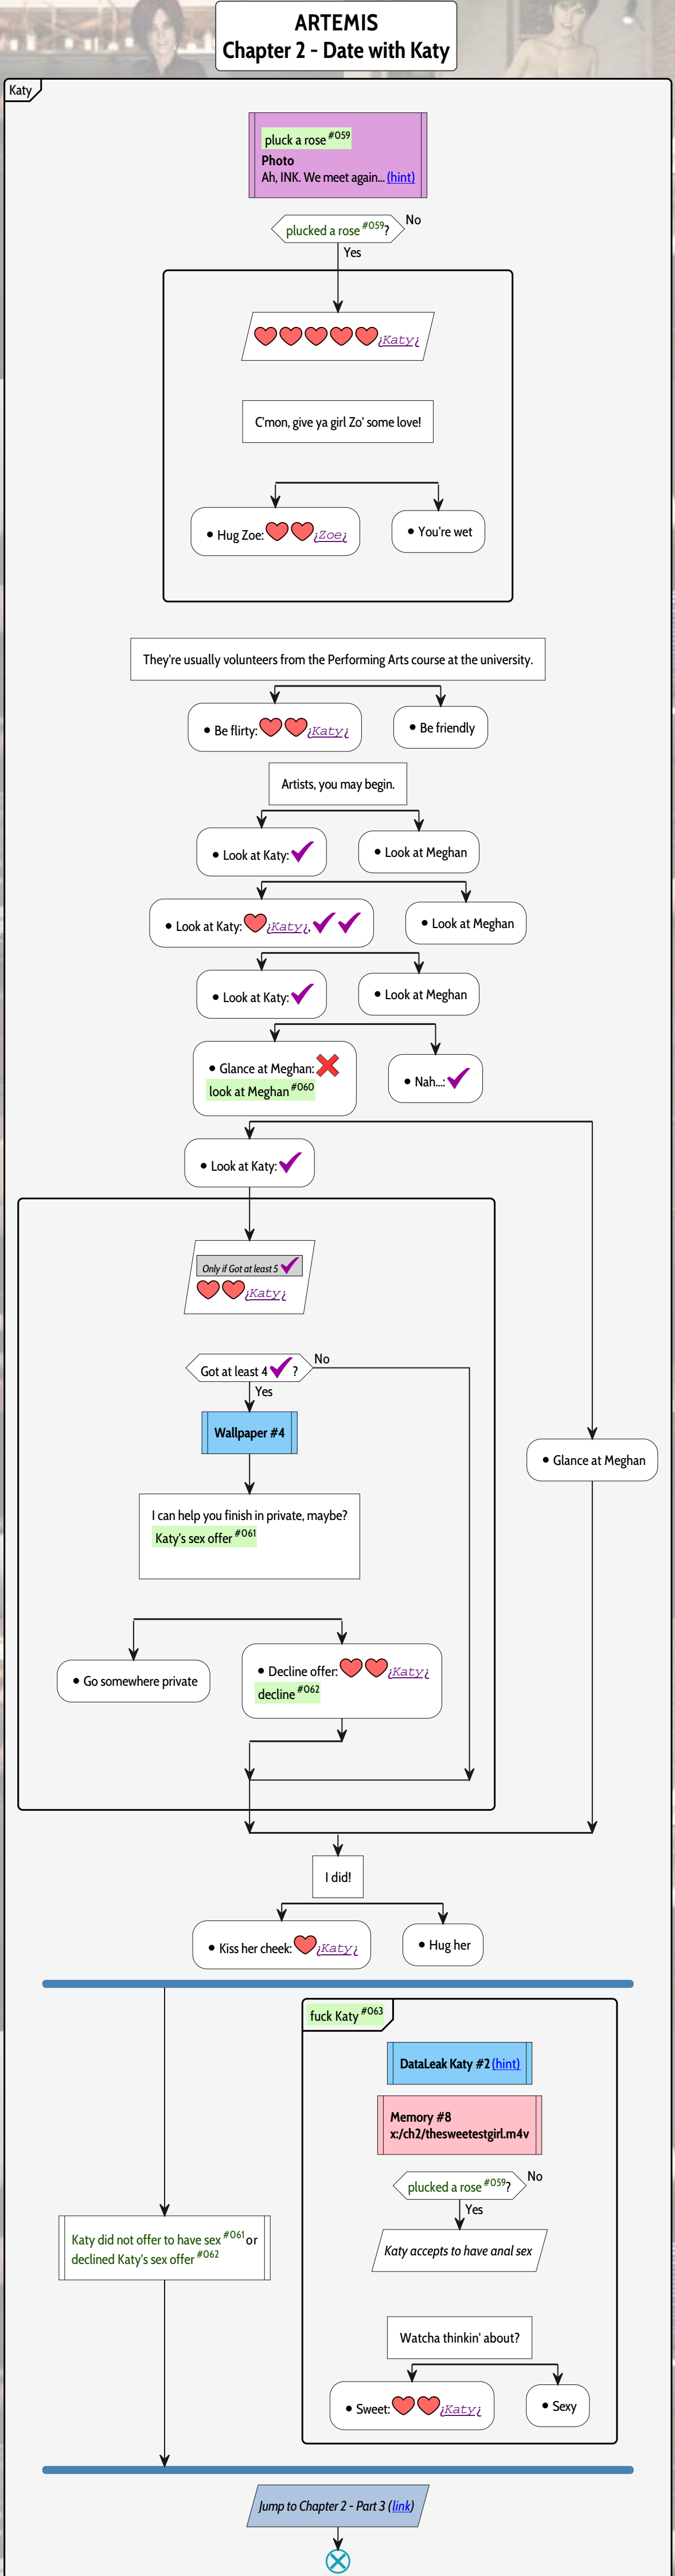 ARTEMIS
Chapter 2 - Date with Katy
Katy
pluck a rose #059
Photo
Ah, INK. We meet again... (hint)
plucked a rose #059?
No
Yes
¿Katy¿
C'mon, give ya girl Zo' some love!
• Hug Zoe: ¿Zoe¿
• You're wet
They're usually volunteers from the Performing Arts course at the university.
• Be flirty: ¿Katy¿
• Be friendly
Artists, you may begin.
• Look at Katy:
• Look at Meghan
• Look at Katy: ¿Katy¿,
• Look at Meghan
• Look at Katy:
• Look at Meghan
• Glance at Meghan:
look at Meghan #060
• Nah...:
• Look at Katy:
Only if Got at least 5
¿Katy¿
Got at least 4 ?
No
Yes
Wallpaper #4
• Glance at Meghan
I can help you finish in private, maybe?
Katy's sex offer #061
• Go somewhere private
• Decline offer: ¿Katy¿
decline #062
I did!
• Kiss her cheek: ¿Katy¿
• Hug her
fuck Katy #063
DataLeak Katy #2 (hint)
Memory #8
x:/ch2/thesweetestgirl.m4v
plucked a rose #059?
No
Yes
Katy did not offer to have sex #061 or
declined Katy's sex offer #062
Katy accepts to have anal sex
Watcha thinkin' about?
• Sweet: ¿Katy¿
• Sexy
Jump to Chapter 2 - Part 3 (link)